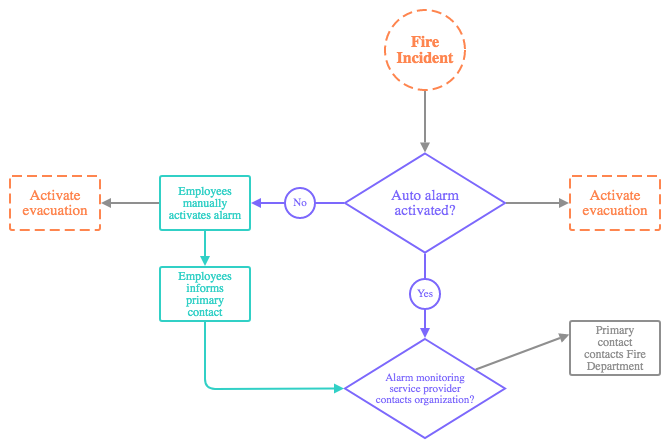 Fire
Incident
Activate
evacuation
Employees
manually
activates alarm
No
Auto alarm
activated?
Activate
evacuation
Employees
informs
primary
contact
Yes
Primary
contact
contacts Fire
Department
Alarm monitoring
service provider
contacts organization?